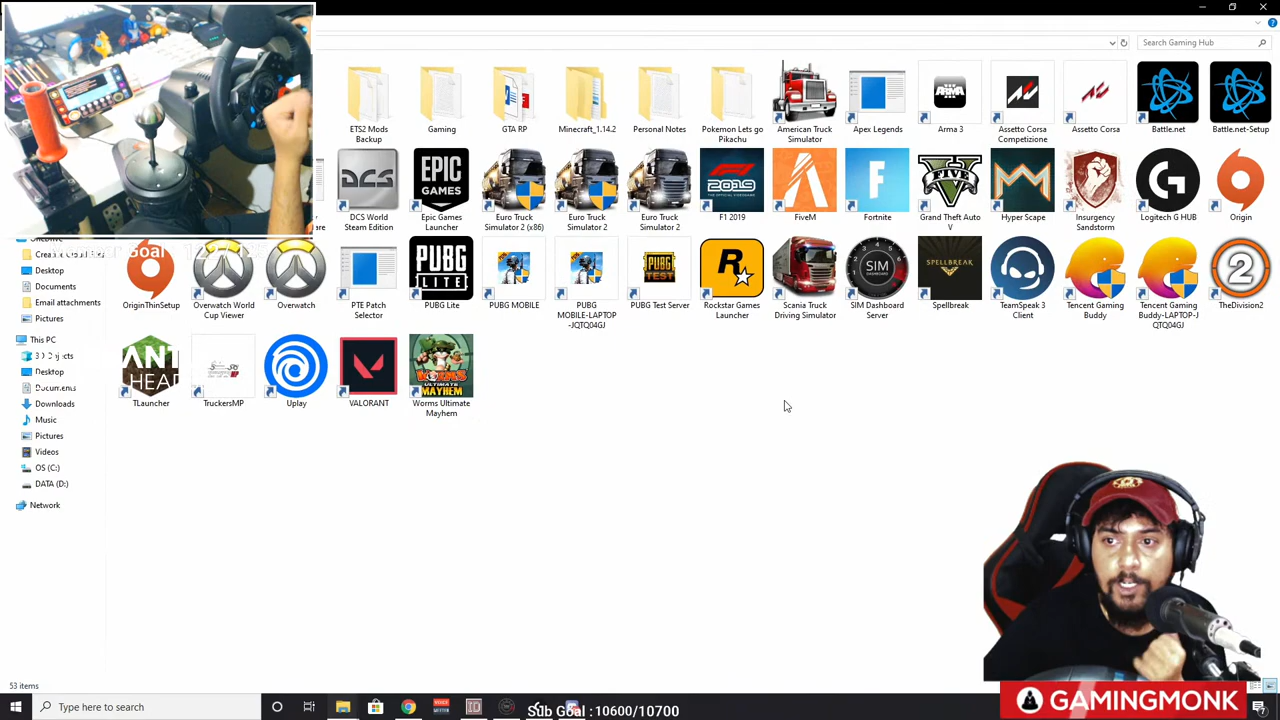 Search Gaming Hub
ETS2 Mods Backup
Gaming
GTA RP
Minecraft_1.14.2
Personal Notes
Pokemon Lets go Pikachu
American Truck Simulator
Apex Legends
Arma 3
Assetto Corsa Competizione
Assetto Corsa
Battle.net
Battle.net-Setup
DCS World Steam Edition
Epic Games Launcher
Euro Truck Simulator 2 (x86)
Euro Truck Simulator 2
Euro Truck Simulator 2
F1 2019
FiveM
Fortnite
Grand Theft Auto V
Hyper Scape
Insurgency Sandstorm
Logitech G HUB
Origin
OriginThinSetup
Overwatch World Cup Viewer
Overwatch
PTE Patch Selector
PUBG Lite
PUBG MOBILE
PUBG MOBILE-LAPTOP-JQTQ04GJ
PUBG Test Server
Rockstar Games Launcher
Scania Truck Driving Simulator
SIM Dashboard Server
Spellbreak
TeamSpeak 3 Client
Tencent Gaming Buddy
Tencent Gaming Buddy-LAPTOP-JQTQ04GJ
TheDivision2
TLauncher
TruckersMP
Uplay
VALORANT
Worms Ultimate Mayhem
Desktop
Documents
Email attachments
Pictures
This PC
3D Objects
Desktop
Documents
Downloads
Music
Pictures
Videos
OS (C:)
DATA (D:)
Network
53 items
Type here to search
Sub Goal : 10600/10700
GAMINGMONK